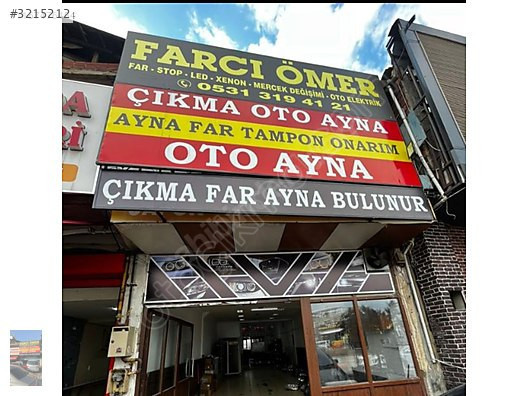 #3215212
FARCI ÖMER
FAR - STOP - LED - XENON - MERCEK DEĞİŞİMİ - OTO ELEKTRİK
0531 319 41 21
ÇIKMA OTO AYNA
AYNA FAR TAMPON ONARIM
OTO AYNA
ÇIKMA FAR AYNA BULUNUR